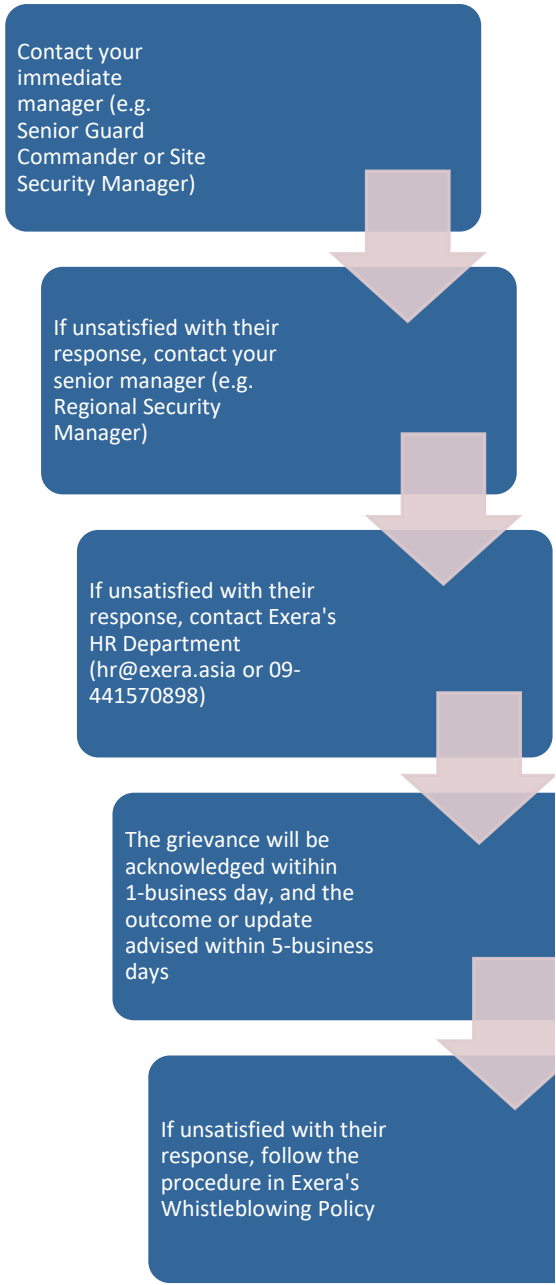 Contact your
immediate
manager (e.g.
Senior Guard
Commander or Site
Security Manager)
If unsatisfied with their
response, contact your
senior manager (e.g.
Regional Security
Manager)
If unsatisfied with their
response, contact Exera's
HR Department
(hr@exera.asia or 09-
441570898)
The grievance will be
acknowledged witihin
1-business day, and the
outcome or update
advised within 5-business
days
If unsatisfied with their
response, follow the
procedure in Exera's
Whistleblowing Policy